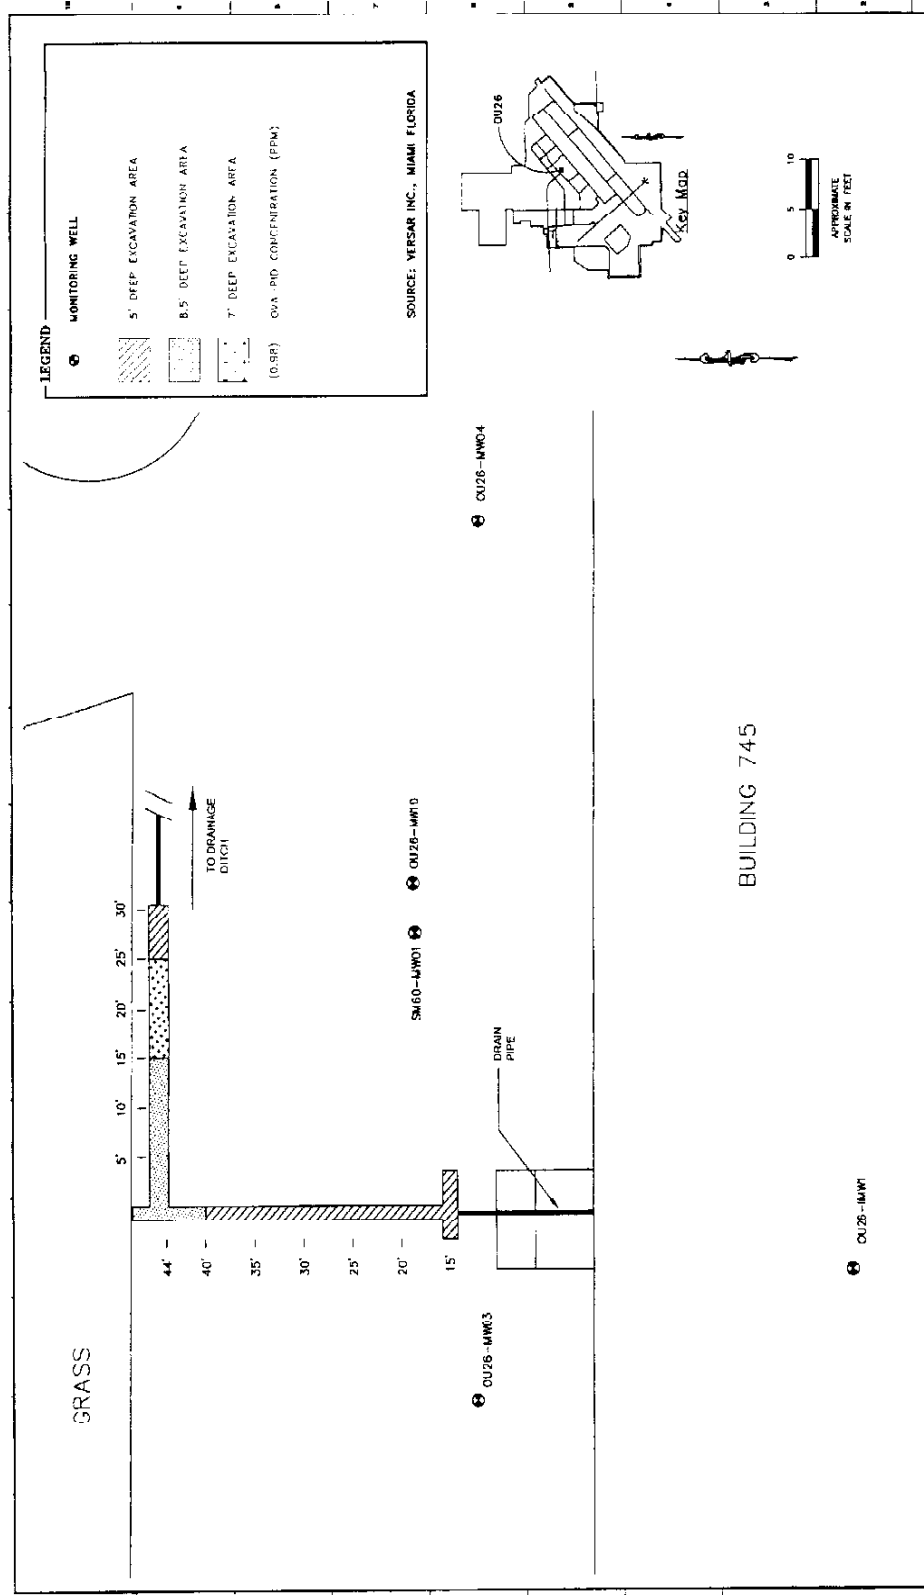 LEGEND
MONITORING WELL
5' DEEP EXCAVATION AREA
8.5' DEEP EXCAVATION AREA
7' DEEP EXCAVATION AREA
(0.98) OVA-PID CONCENTRATION (PPM)
SOURCE: VERSAR INC., MIAMI FLORIDA
OU26
Key Map
0 5 10
APPROXIMATE
SCALE IN FEET
GRASS
5' 10' 15' 20' 25' 30'
TO DRAINAGE
DITCH
44'
40'
35'
30'
20'
15'
SM60-MW01
OU26-MW10
OU26-MW04
OU26-MW03
DRAIN
PIPE
BUILDING 745
OU26-IMW1